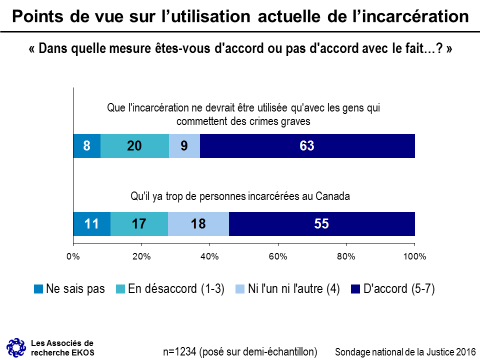 Points de vue sur l’utilisation actuelle de l’incarcération
« Dans quelle mesure êtes-vous d'accord ou pas d'accord avec le fait…? »
Que l'incarcération ne devrait être utilisée qu'avec les gens qui
commettent des crimes graves
8 20 9 63
Qu'il ya trop de personnes incarcérées au Canada
11 17 18 55
0% 20% 40% 60% 80% 100%
Ne sais pas En désaccord (1-3) Ni l'un ni l'autre (4) D'accord (5-7)
Les Associés de
recherche EKOS
n=1234 (posé sur demi-échantillon)
Sondage national de la Justice 2016